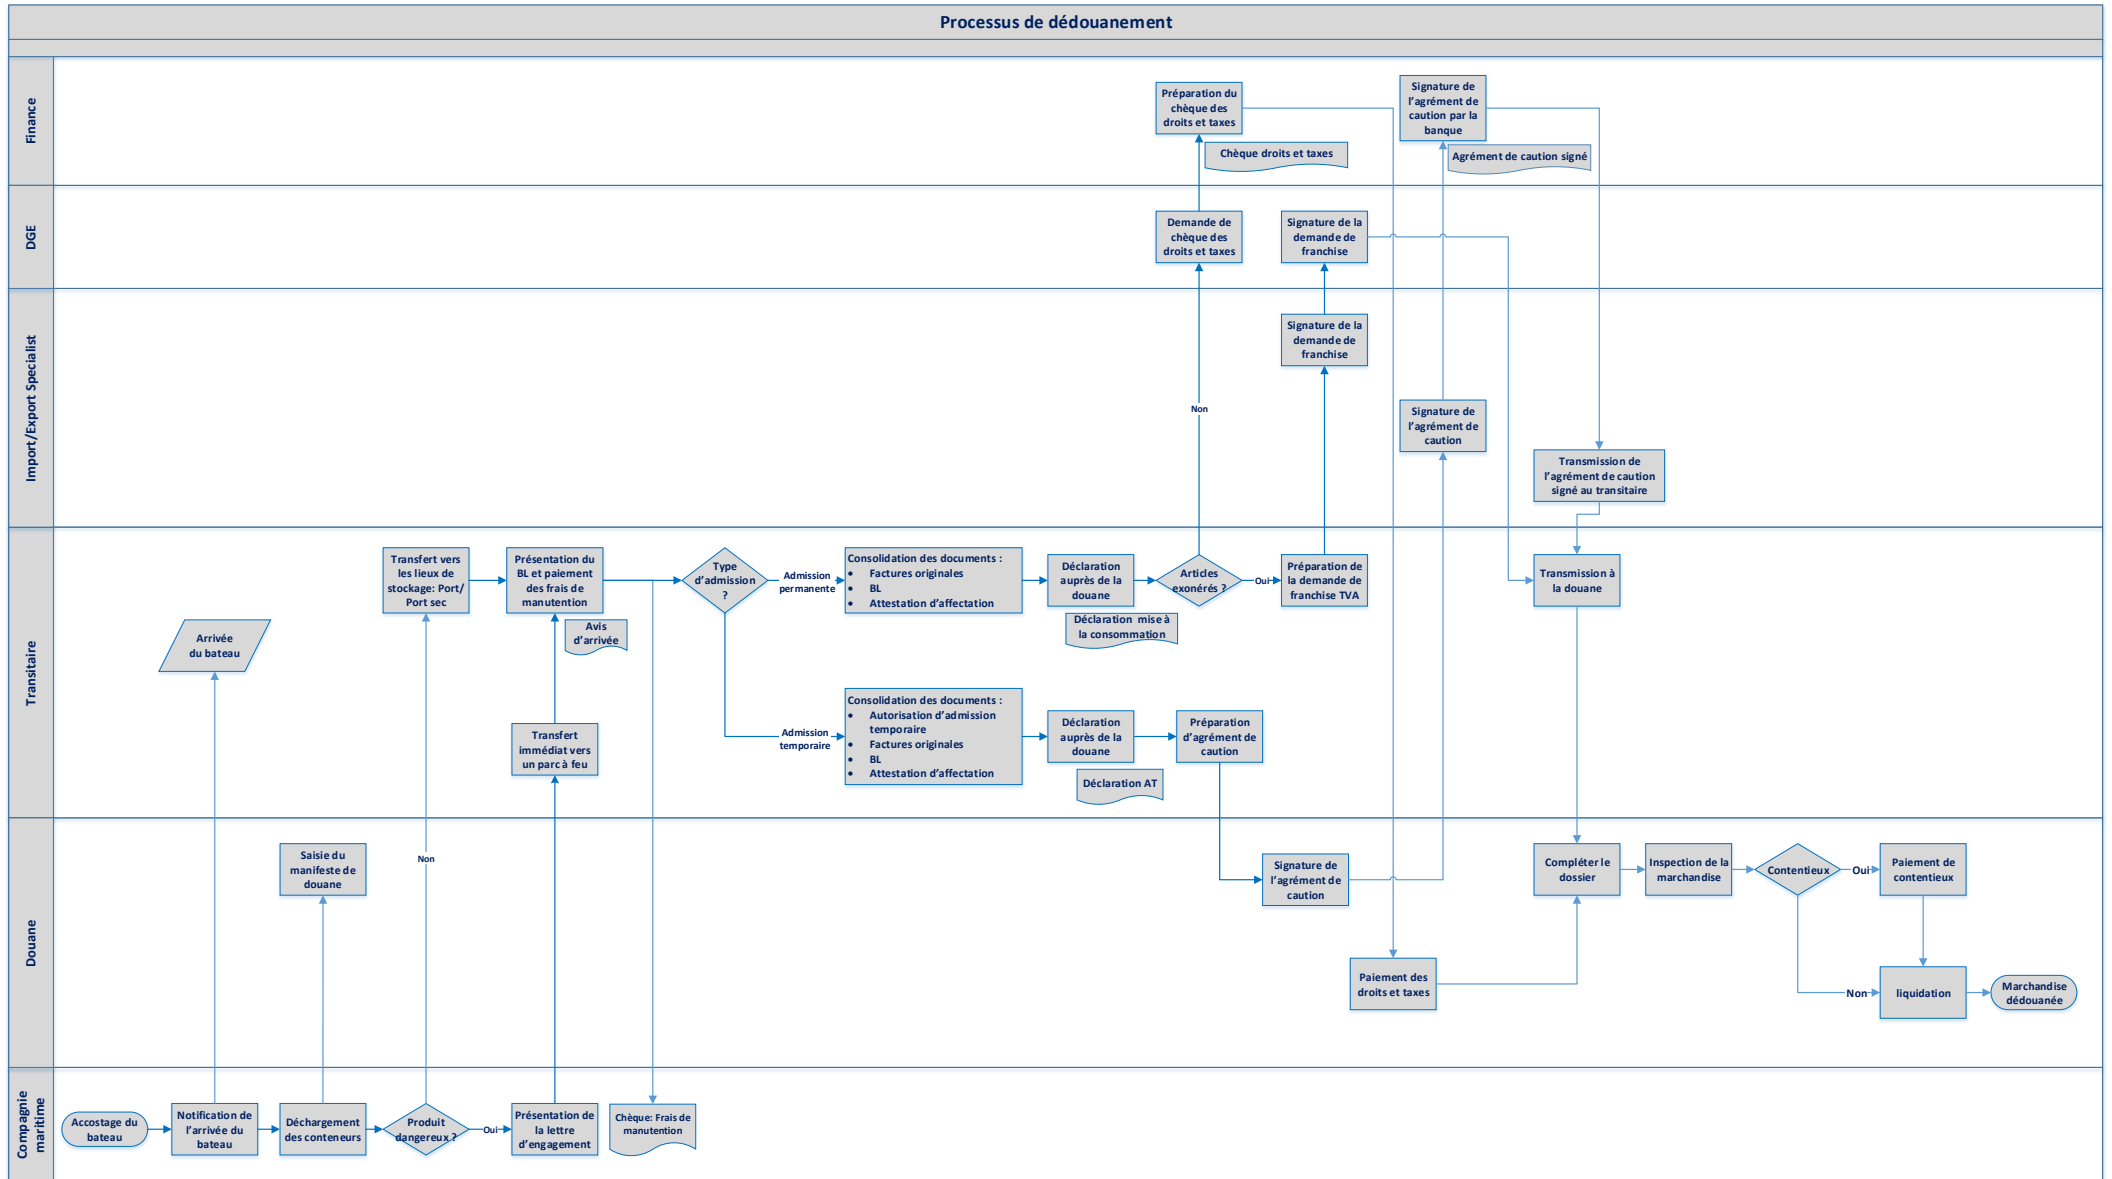 Processus de dédouanement
Finance
Préparation du
chèque des
droits et taxes
Chèque droits et taxes
Signature de
l’agrément de
caution par la
banque
Agrément de caution signé
DGE
Demande de
chèque des
droits et taxes
Signature de la
demande de
franchise
Import/Export Specialist
Signature de la
demande de
franchise
Non
Signature de
l’agrément de
caution
Transmission de
l’agrément de caution
signé au transitaire
Transitaire
Transfert vers
les lieux de
stockage: Port/
Port sec
Présentation du
BL et paiement
des frais de
manutention
Avis
d’arrivée
Type
d’admission
?
Admission
permanente
Consolidation des documents :
• Factures originales
• BL
• Attestation d’affectation
Déclaration
auprès de la
douane
Déclaration mise à
la consommation
Articles
exonérés ?
Oui
Préparation de
la demande de
franchise TVA
Transmission à
la douane
Arrivée
du bateau
Transfert
immédiat vers
un parc à feu
Admission
temporaire
Consolidation des documents :
• Autorisation d’admission
temporaire
• Factures originales
• BL
• Attestation d’affectation
Déclaration
auprès de la
douane
Déclaration AT
Préparation
d’agrément de
caution
Douane
Saisie du
manifeste de
douane
Non
Signature de
l’agrément de
caution
Compléter le
dossier
Inspection de la
marchandise
Contentieux
Oui
Paiement de
contentieux
Paiement des
droits et taxes
Non
liquidation
Marchandise
dédouanée
Compagnie
maritime
Accostage du
bateau
Notification de
l’arrivée du
bateau
Déchargement
des conteneurs
Produit
dangereux ?
Oui
Présentation de
la lettre
d’engagement
Chèque: Frais de
manutention